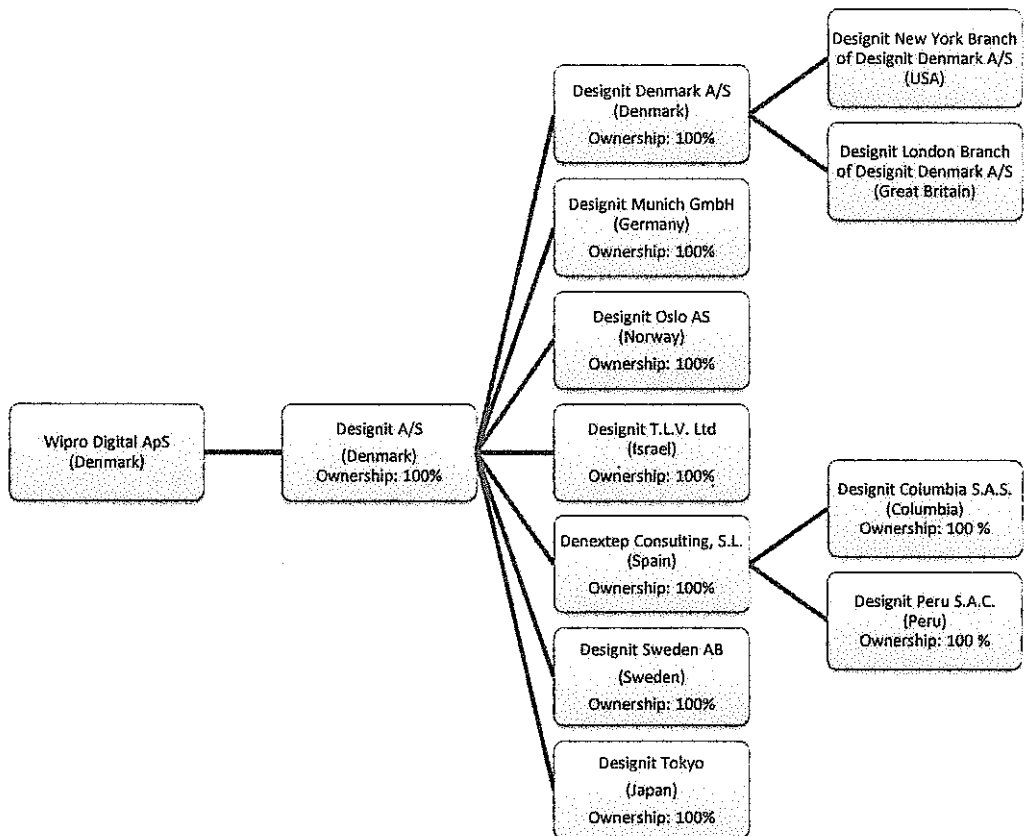 Wipro Digital ApS
(Denmark)
Designit A/S
(Denmark)
Ownership: 100%
Designit Denmark A/S
(Denmark)
Ownership: 100%
Designit New York Branch
of Designit Denmark A/S
(USA)
Designit London Branch
of Designit Denmark A/S
(Great Britain)
Designit Munich GmbH
(Germany)
Ownership: 100%
Designit Oslo AS
(Norway)
Ownership: 100%
Designit T.L.V. Ltd
(Israel)
Ownership: 100%
Denextep Consulting, S.L.
(Spain)
Ownership: 100%
Designit Columbia S.A.S.
(Columbia)
Ownership: 100 %
Designit Peru S.A.C.
(Peru)
Ownership: 100 %
Designit Sweden AB
(Sweden)
Ownership: 100%
Designit Tokyo
(Japan)
Ownership: 100%